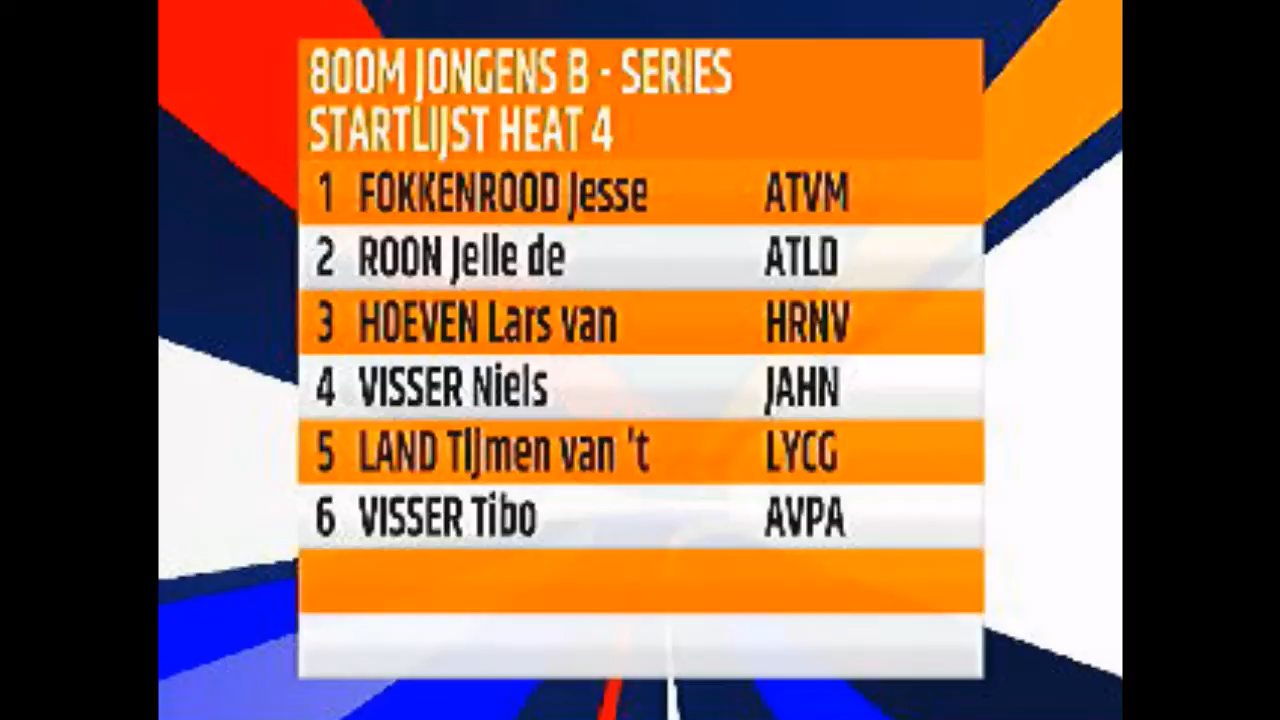 800M JONGENS B - SERIES
STARTLIJST HEAT 4
1 FOKKENROOD Jesse ATVM
2 ROON Jelle de ATLD
3 HOEVEN Lars van HRNV
4 VISSER Niels JAHN
5 LAND TIjmen van 't LYCG
6 VISSER Tibo AVPA